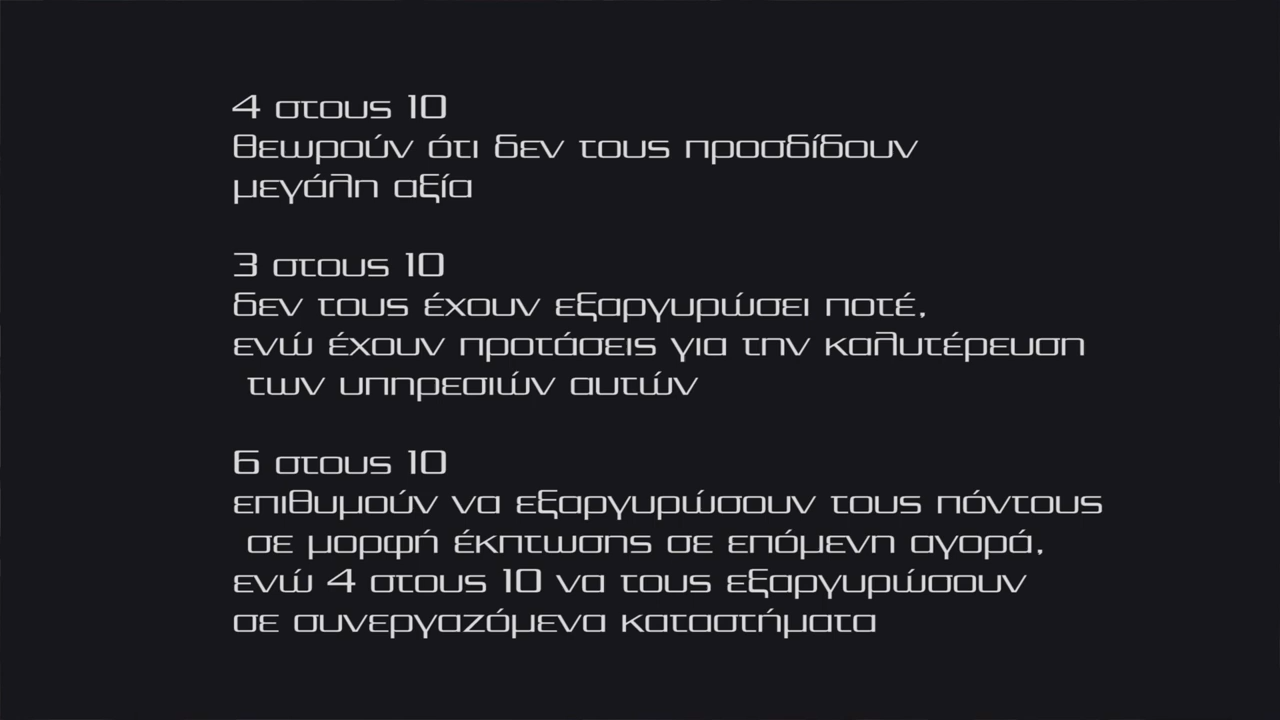 4 στους 10
θεωρούν ότι δεν τους προσδίδουν
μεγάλη αξία
3 στους 10
δεν τους έχουν εξαργυρώσει ποτέ,
ενώ έχουν προτάσεις για την καλυτέρευση
των υπηρεσιών αυτών
6 στους 10
επιθυμούν να εξαργυρώσουν τους πόντους
σε μορφή έκπτωσης σε επόμενη αγορά,
ενώ 4 στους 10 να τους εξαργυρώσουν
σε συνεργαζόμενα καταστήματα